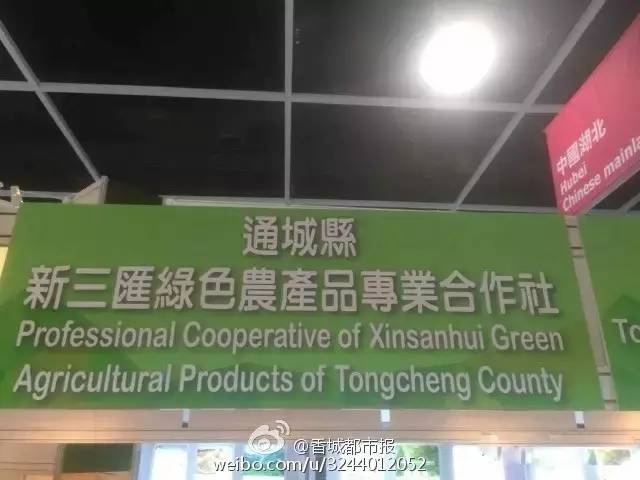 中國湖北
Hubei
Chinese mainla
通城縣
新三匯綠色農產品專業合作社
Professional Cooperative of Xinsanhui Green
Agricultural Products of Tongcheng County
To
@香城都市报
weibo.com/u/3244012052